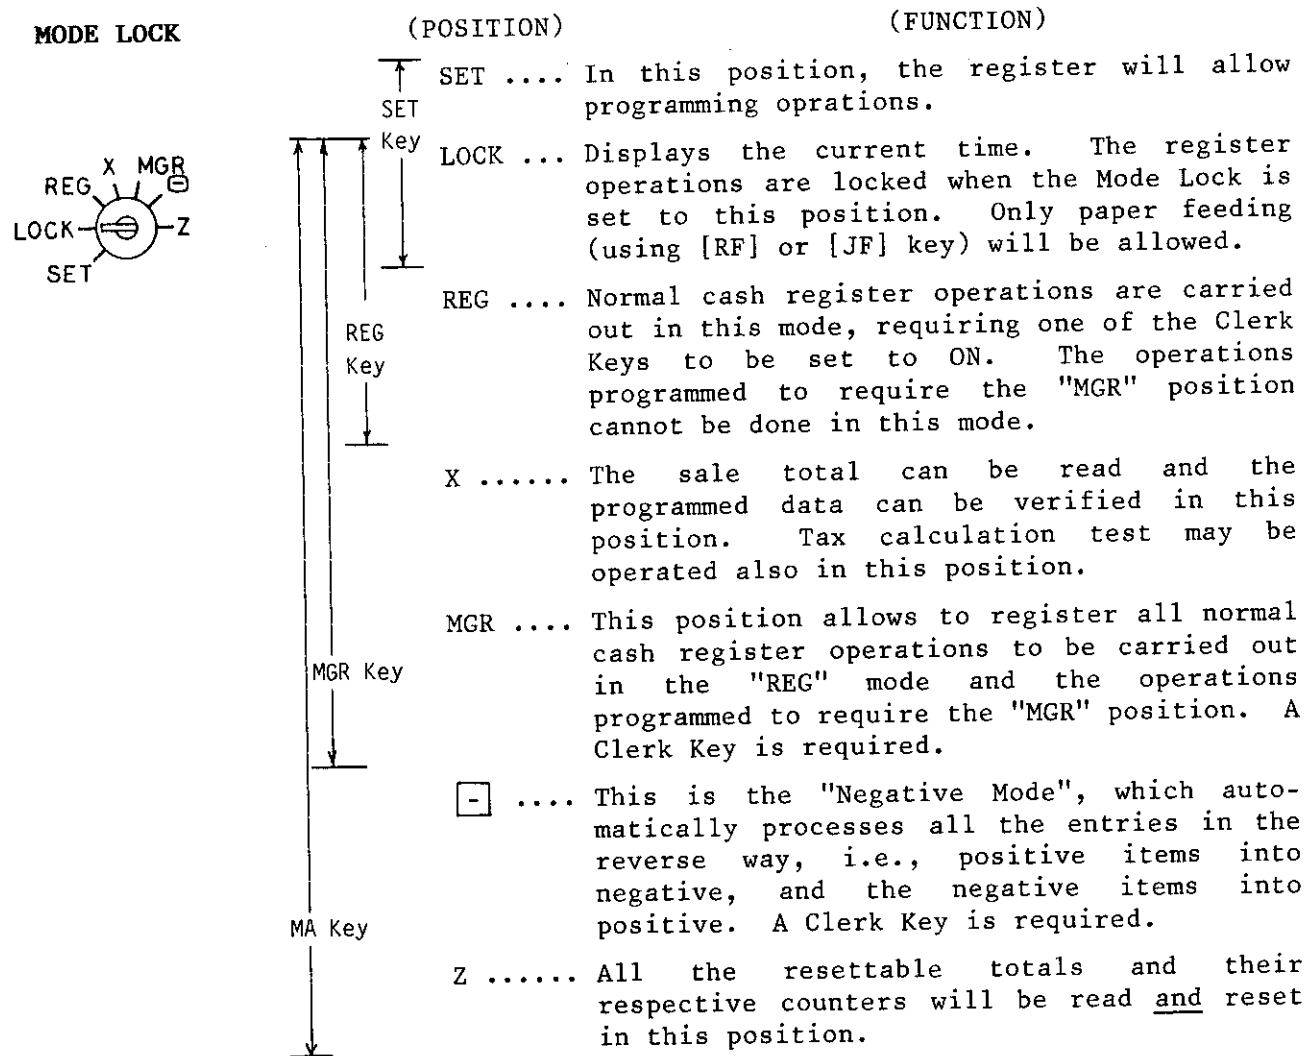 MODE LOCK
(POSITION)
(FUNCTION)
SET .... In this position, the register will allow
programming oprations.
LOCK ... Displays the current time. The register
operations are locked when the Mode Lock is
set to this position. Only paper feeding
(using [RF] or [JF] key) will be allowed.
REG .... Normal cash register operations are carried
out in this mode, requiring one of the Clerk
Keys to be set to ON. The operations
programmed to require the "MGR" position
cannot be done in this mode.
X ...... The sale total can be read and the
programmed data can be verified in this
position. Tax calculation test may be
operated also in this position.
MGR .... This position allows to register all normal
cash register operations to be carried out
in the "REG" mode and the operations
programmed to require the "MGR" position. A
Clerk Key is required.
- .... This is the "Negative Mode", which auto-
matically processes all the entries in the
reverse way, i.e., positive items into
negative, and the negative items into
positive. A Clerk Key is required.
Z ...... All the resettable totals and their
respective counters will be read and reset
in this position.
SET
Key
REG
Key
MGR Key
MA Key
X MGR
REG
-
LOCK
Z
SET